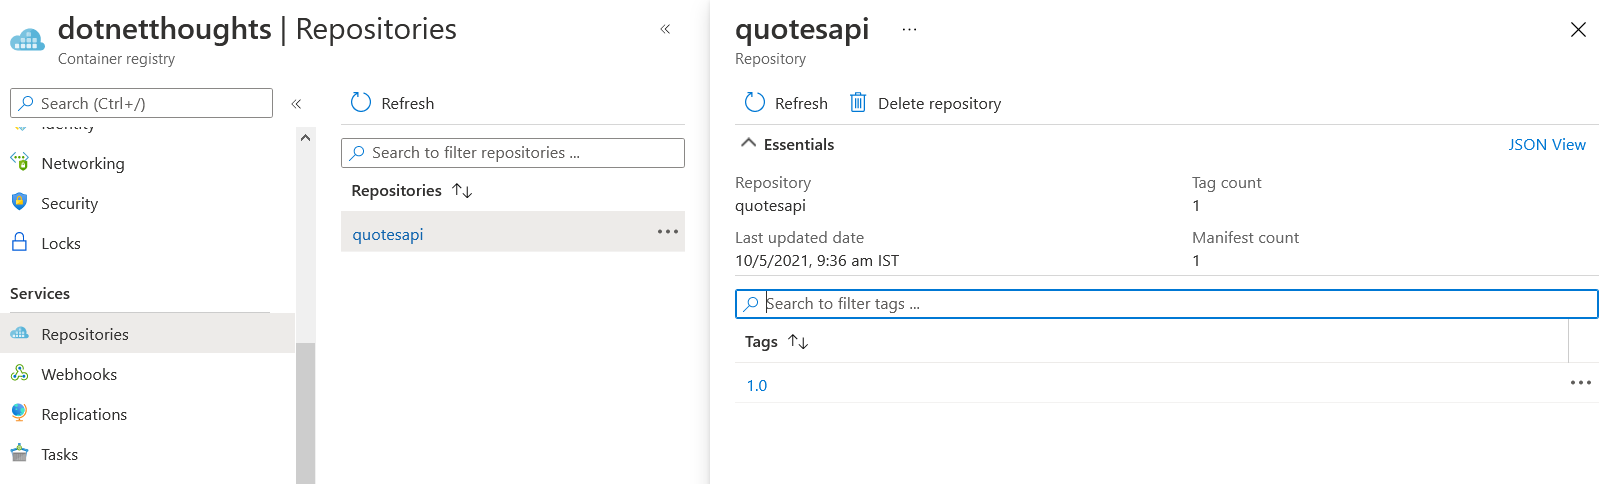 dotnetthoughts | Repositories
Container registry
Search (Ctrl+/)
Identity
Networking
Security
Locks
Services
Repositories
Webhooks
Replications
Tasks
Refresh
Search to filter repositories ...
Repositories
quotesapi
quotesapi
Repository
Refresh
Delete repository
Essentials
JSON View
Repository
quotesapi
Tag count
1
Last updated date
10/5/2021, 9:36 am IST
Manifest count
1
Search to filter tags ...
Tags
1.0